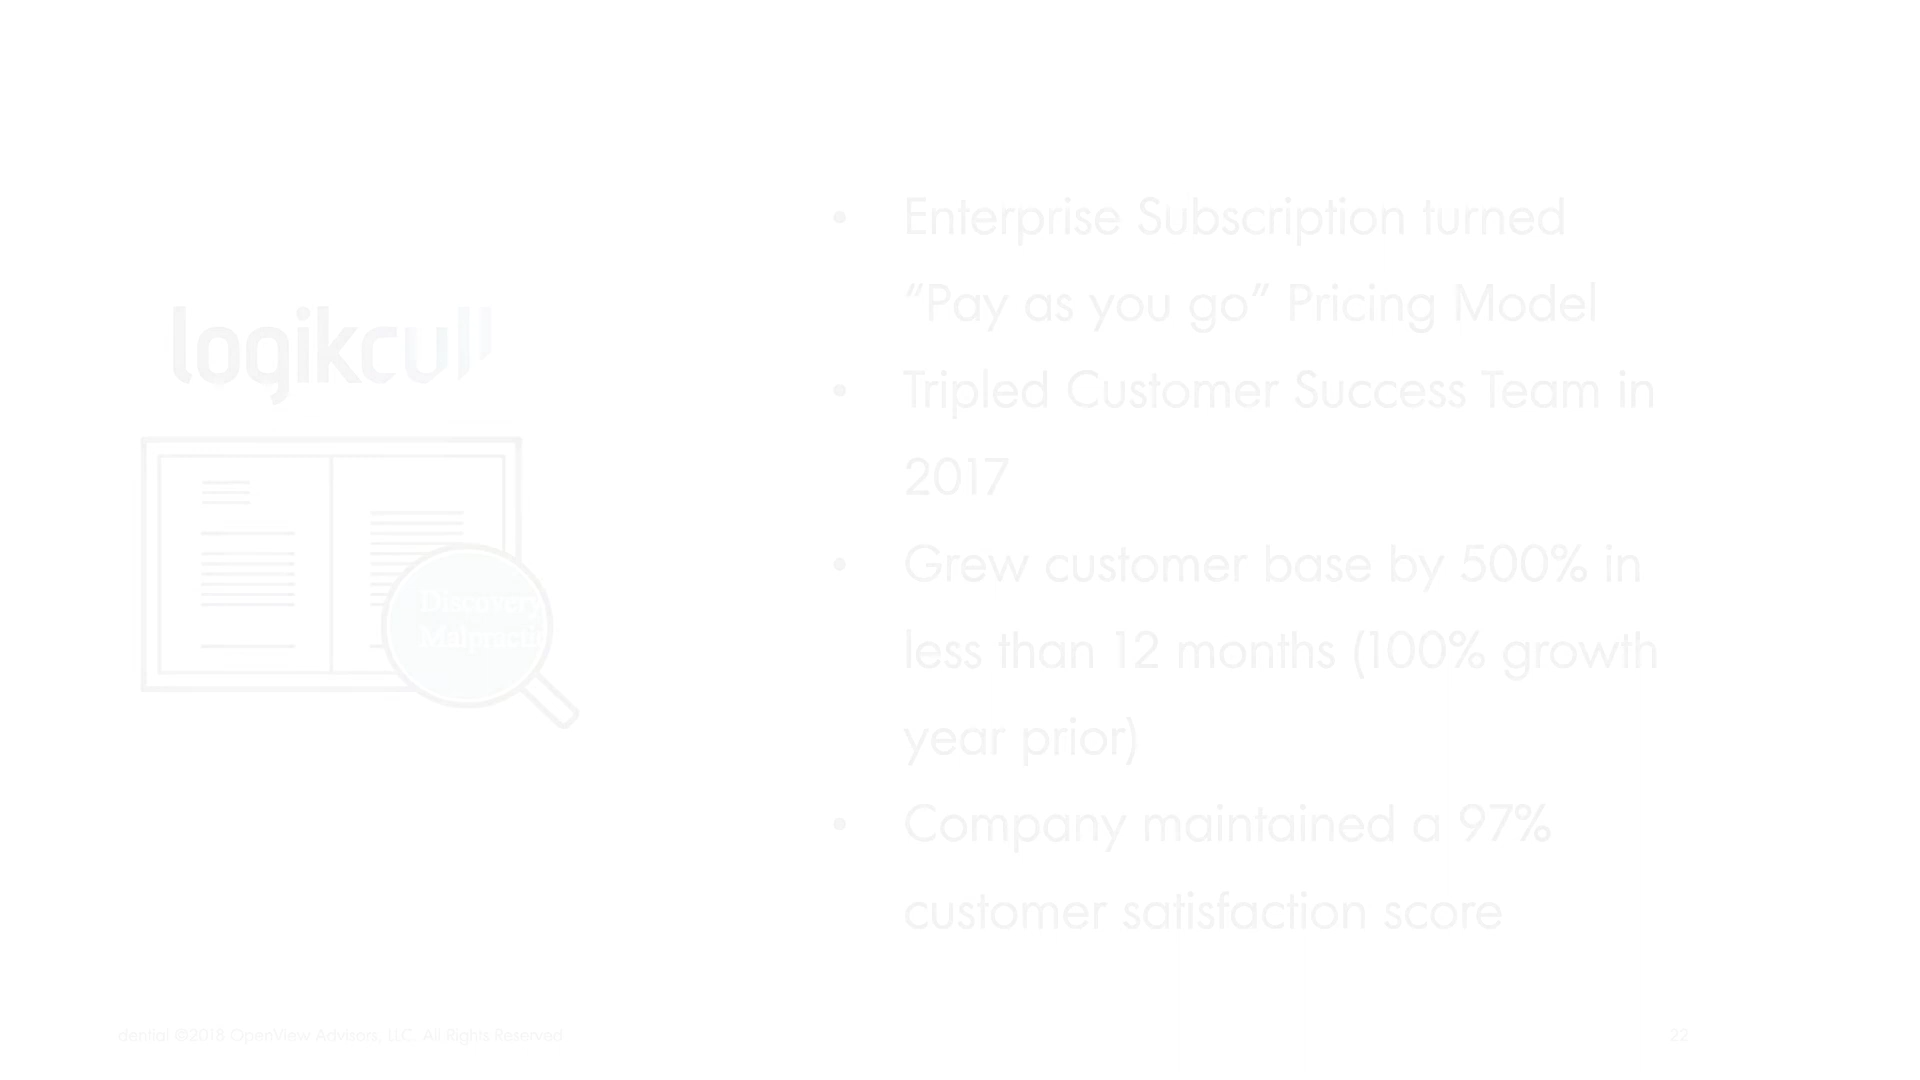 logikcull
Discovery
Malpracti
• Enterprise Subscription turned
“Pay as you go” Pricing Model
• Tripled Customer Success Team in
2017
• Grew customer base by 500% in
less than 12 months (100% growth
year prior)
• Company maintained a 97%
customer satisfaction score
dential ©2018 OpenView Advisors, LLC. All Rights Reserved
22